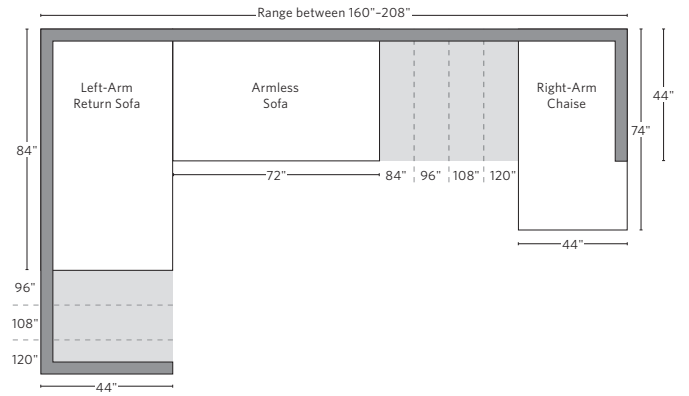 Range between 160"–208"
Left-Arm
Return Sofa
Armless
Sofa
Right-Arm
Chaise
44"
74"
84"
72"
84" 96" 108" 120"
44"
96"
108"
120"
44"